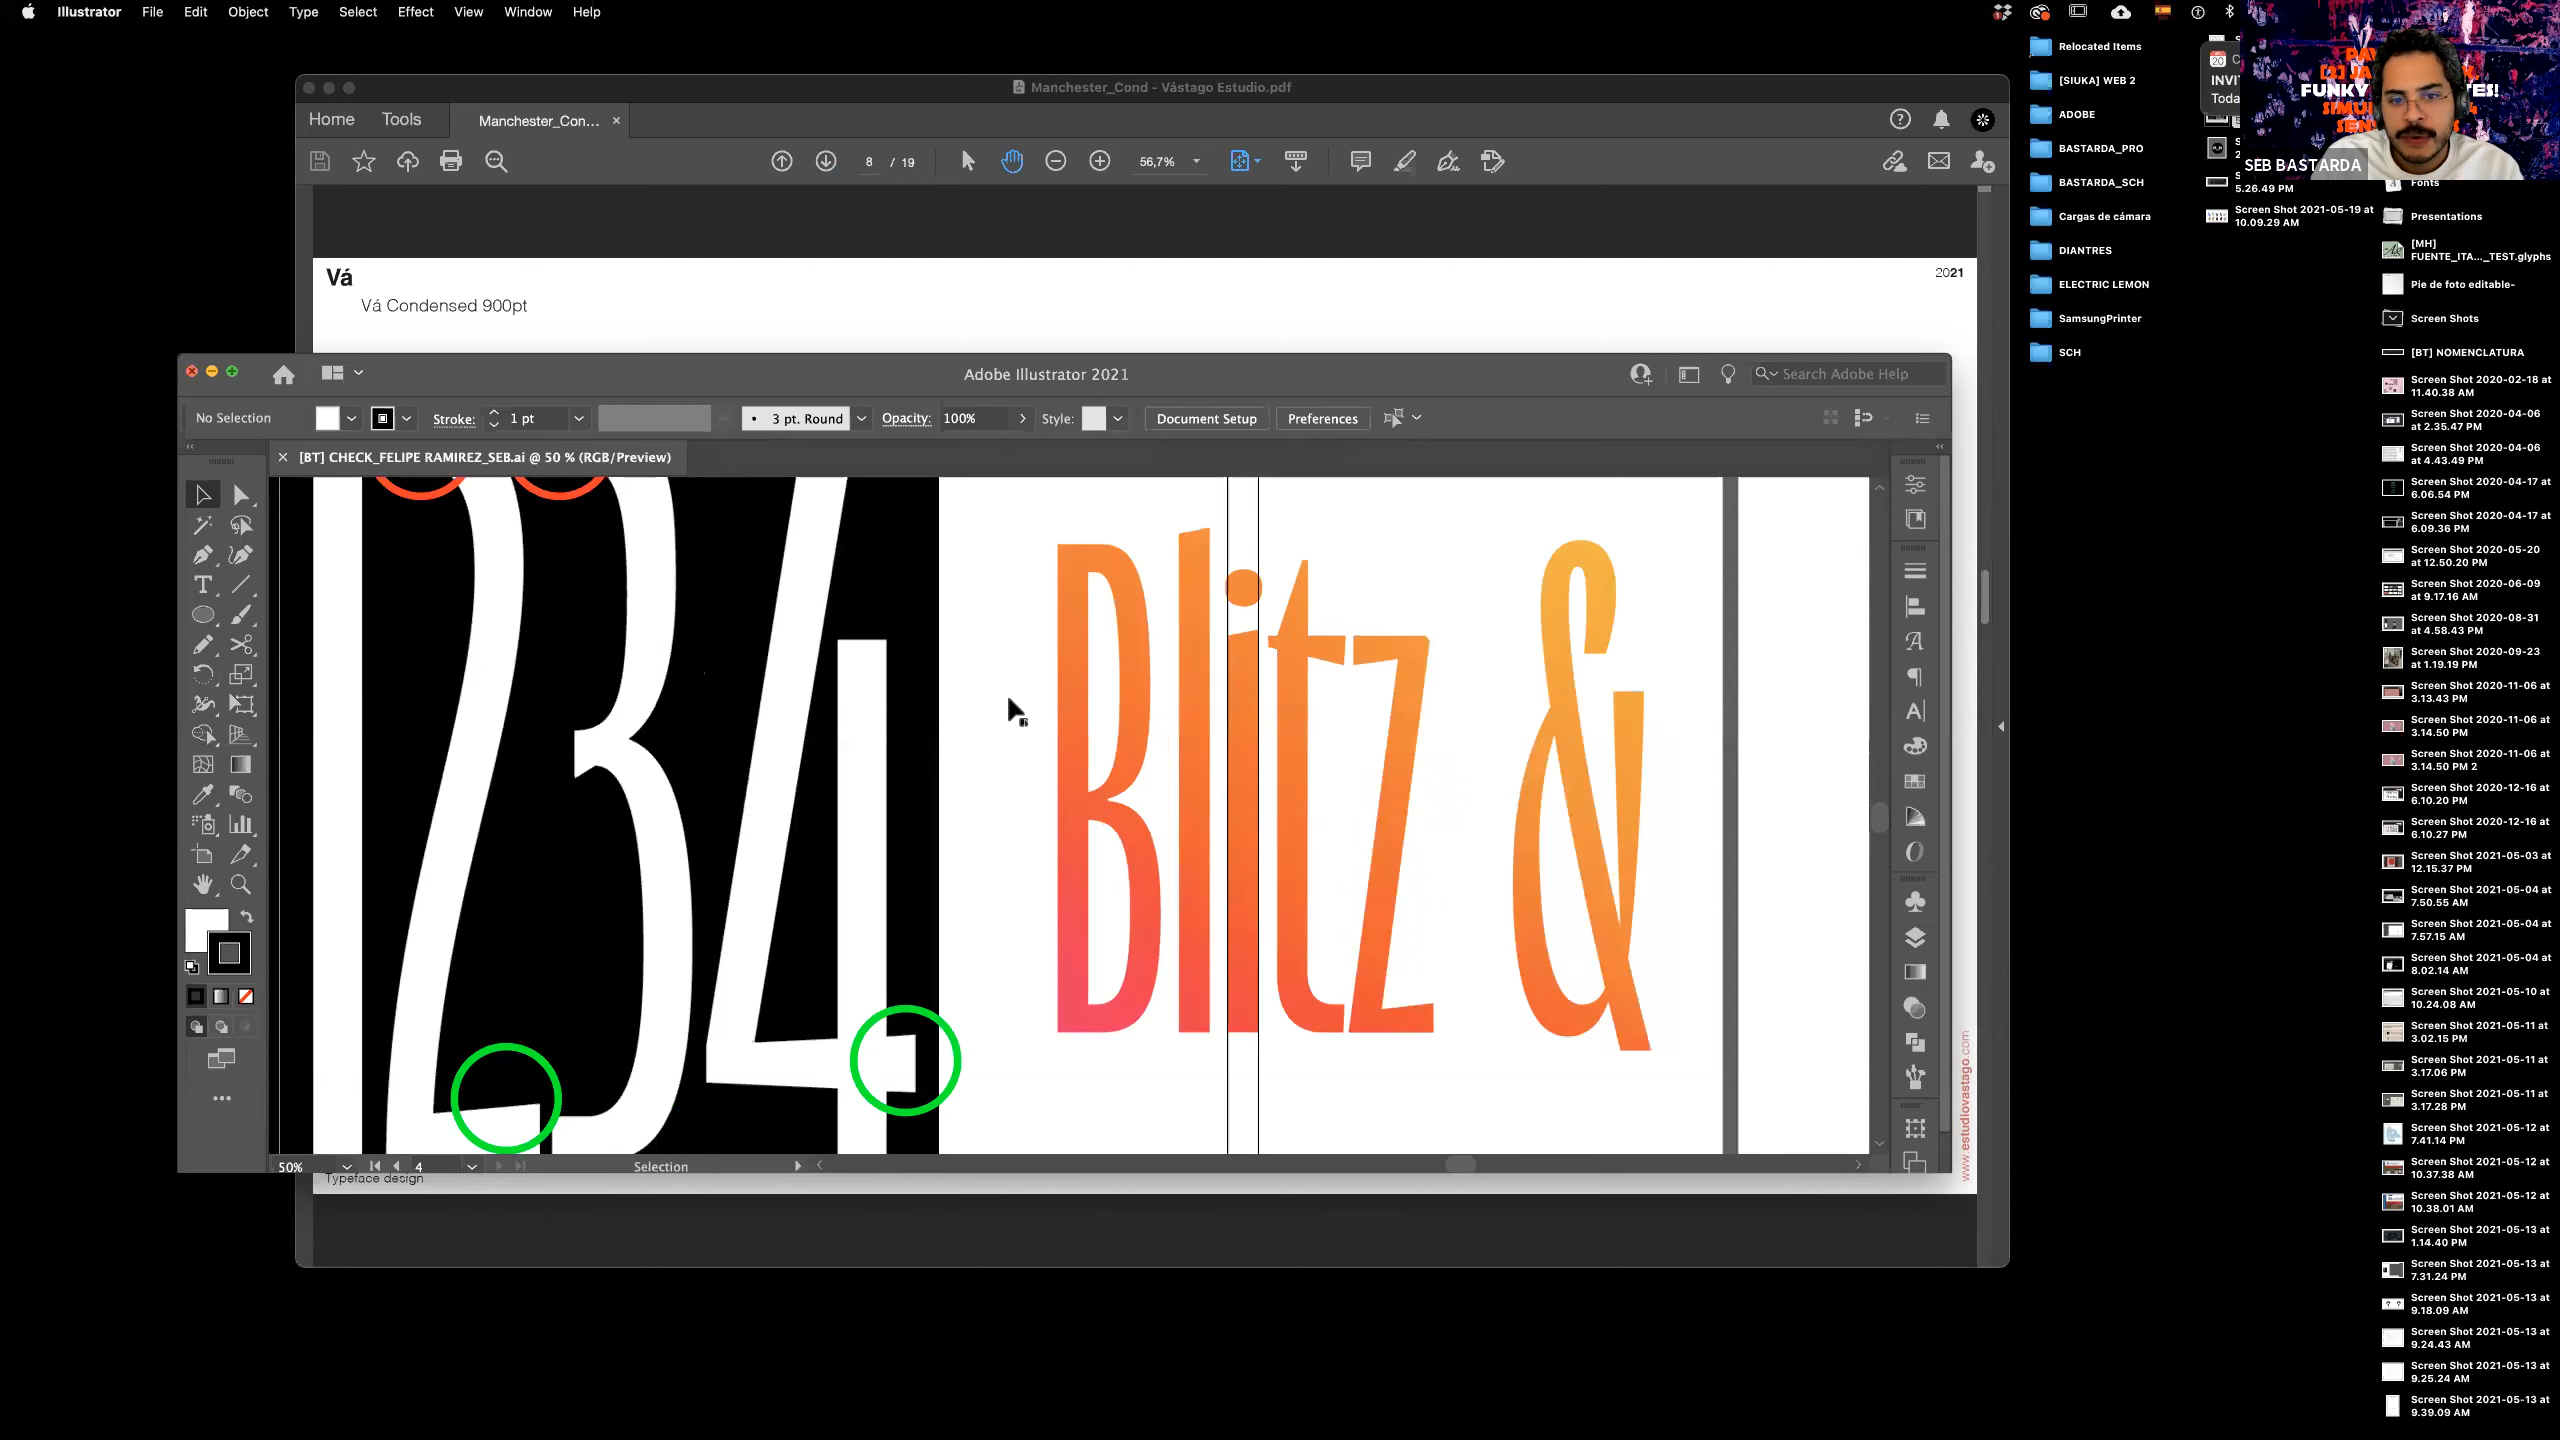 Illustrator File Edit Object Type Select Effect View Window Help
Manchester_Cond - Vástago Estudio.pdf
Home Tools Manchester_Con... ×
8 / 19 56,7%
Vá
Vá Condensed 900pt
2021
Adobe Illustrator 2021
Search Adobe Help
No Selection Stroke: 1 pt 3 pt. Round Opacity: 100% Style: Document Setup Preferences
× [BT] CHECK_FELIPE RAMIREZ_SEB.ai @ 50 % (RGB/Preview)
1234
Blitz &
50% 4 Selection
Typeface design
www.estudiovastago.com
Relocated Items
[SIUKA] WEB 2
ADOBE
BASTARDA_PRO
BASTARDA_SCH
Cargas de cámara
DIANTRES
ELECTRIC LEMON
SamsungPrinter
SCH
20
INVIT
Toda
FUNKY
SEB BASTARDA
5.26.49 PM
Screen Shot 2021-05-19 at
10.09.29 AM
Fonts
Presentations
[MH]
FUENTE_ITA..._TEST.glyphs
Pie de foto editable-
Screen Shots
[BT] NOMENCLATURA
Screen Shot 2020-02-18 at
11.40.38 AM
Screen Shot 2020-04-06
at 2.35.47 PM
Screen Shot 2020-04-06
at 4.43.49 PM
Screen Shot 2020-04-17 at
6.06.54 PM
Screen Shot 2020-04-17 at
6.09.36 PM
Screen Shot 2020-05-20
at 12.50.20 PM
Screen Shot 2020-06-09
at 9.17.16 AM
Screen Shot 2020-08-31
at 4.58.43 PM
Screen Shot 2020-09-23
at 1.19.19 PM
Screen Shot 2020-11-06 at
3.13.43 PM
Screen Shot 2020-11-06 at
3.14.50 PM
Screen Shot 2020-11-06 at
3.14.50 PM 2
Screen Shot 2020-12-16 at
6.10.20 PM
Screen Shot 2020-12-16 at
6.10.27 PM
Screen Shot 2021-05-03 at
12.15.37 PM
Screen Shot 2021-05-04 at
7.50.55 AM
Screen Shot 2021-05-04 at
7.57.15 AM
Screen Shot 2021-05-04 at
8.02.14 AM
Screen Shot 2021-05-10 at
10.24.08 AM
Screen Shot 2021-05-11 at
3.02.15 PM
Screen Shot 2021-05-11 at
3.17.06 PM
Screen Shot 2021-05-11 at
3.17.28 PM
Screen Shot 2021-05-12 at
7.41.14 PM
Screen Shot 2021-05-12 at
10.37.38 AM
Screen Shot 2021-05-12 at
10.38.01 AM
Screen Shot 2021-05-13 at
1.14.40 PM
Screen Shot 2021-05-13 at
7.31.24 PM
Screen Shot 2021-05-13 at
9.18.09 AM
Screen Shot 2021-05-13 at
9.24.43 AM
Screen Shot 2021-05-13 at
9.25.24 AM
Screen Shot 2021-05-13 at
9.39.09 AM